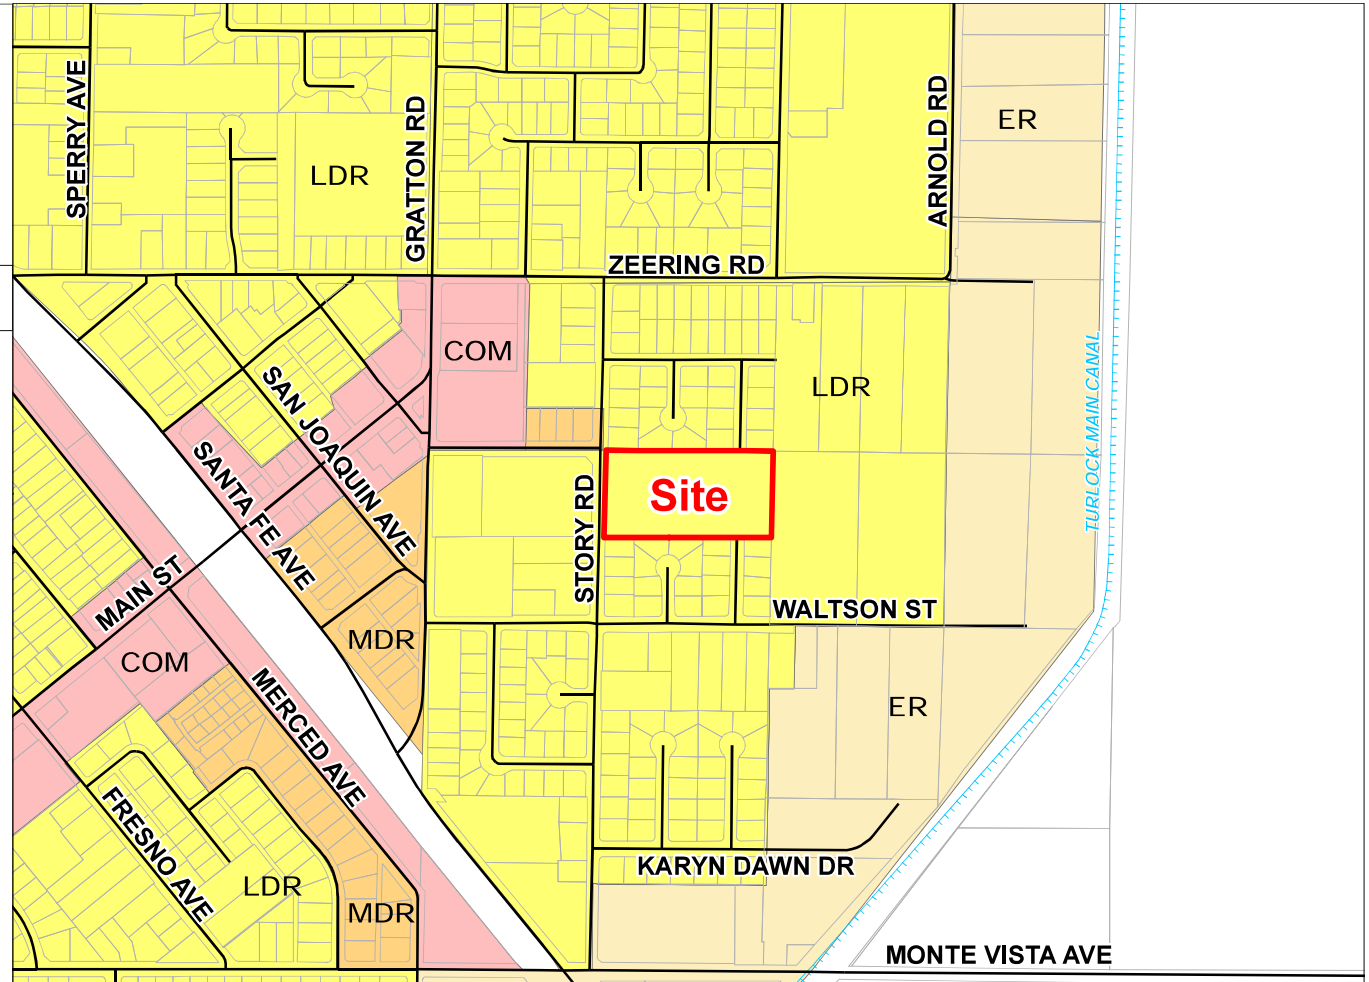 SPERRY AVE
GRATTON RD
ARNOLD RD
ER
LDR
ZEERING RD
COM
LDR
SAN JOAQUIN AVE
TURLOCK MAIN CANAL
SANTA FE AVE
STORY RD
Site
MAIN ST
WALTSON ST
MDR
COM
MERCED AVE
ER
FRESNO AVE
KARYN DAWN DR
LDR
MDR
MONTE VISTA AVE